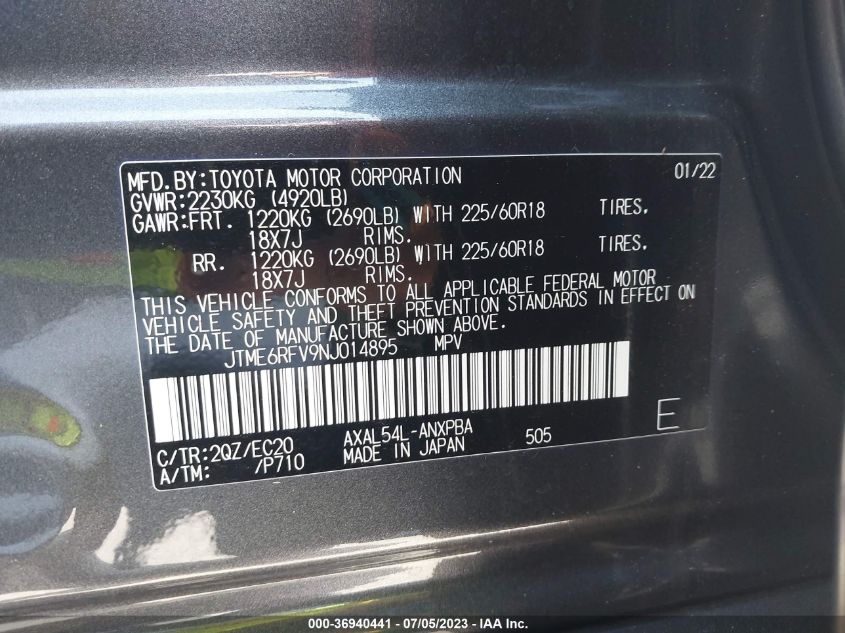 MFD.BY:TOYOTA MOTOR CORPORATION 01/22
GVWR:2230KG (4920LB)
GAWR:FRT. 1220KG (2690LB) WITH 225/60R18 TIRES.
18X7J RIMS.
RR. 1220KG (2690LB) WITH 225/60R18 TIRES.
18X7J RIMS.
THIS VEHICLE CONFORMS TO ALL APPLICABLE FEDERAL MOTOR
VEHICLE SAFETY AND THEFT PREVENTION STANDARDS IN EFFECT ON
THE DATE OF MANUFACTURE SHOWN ABOVE.
JTME6RFV9NJ014895 MPV
C/TR:2QZ/EC20 AXAL54L-ANXPBA 505 E
A/TM: /P710 MADE IN JAPAN
000-36940441 - 07/05/2023 - www.iaai.com